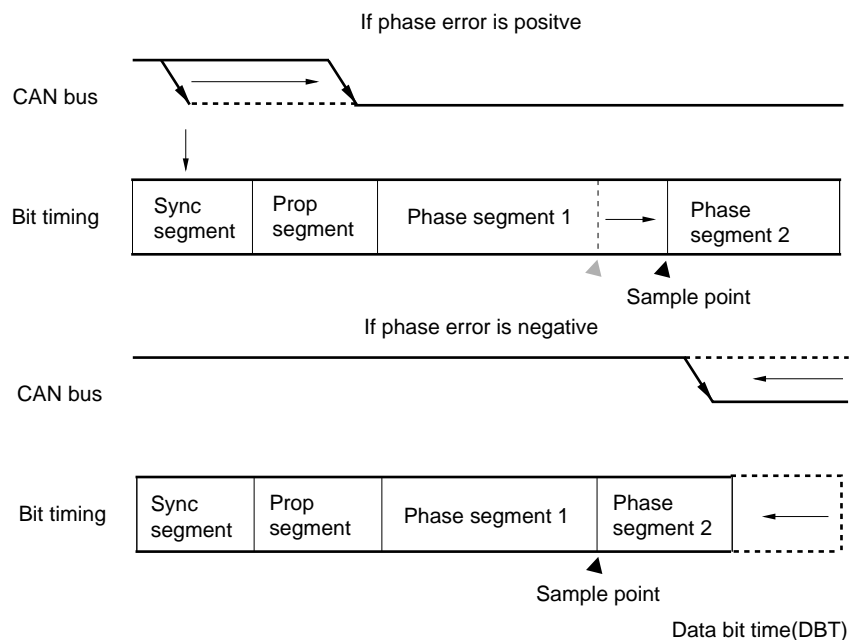 If phase error is positve
CAN bus
Bit timing
Sync
segment
Prop
segment
Phase segment 1
Phase
segment 2
Sample point
If phase error is negative
CAN bus
Bit timing
Sync
segment
Prop
segment
Phase segment 1
Phase
segment 2
Sample point
Data bit time(DBT)